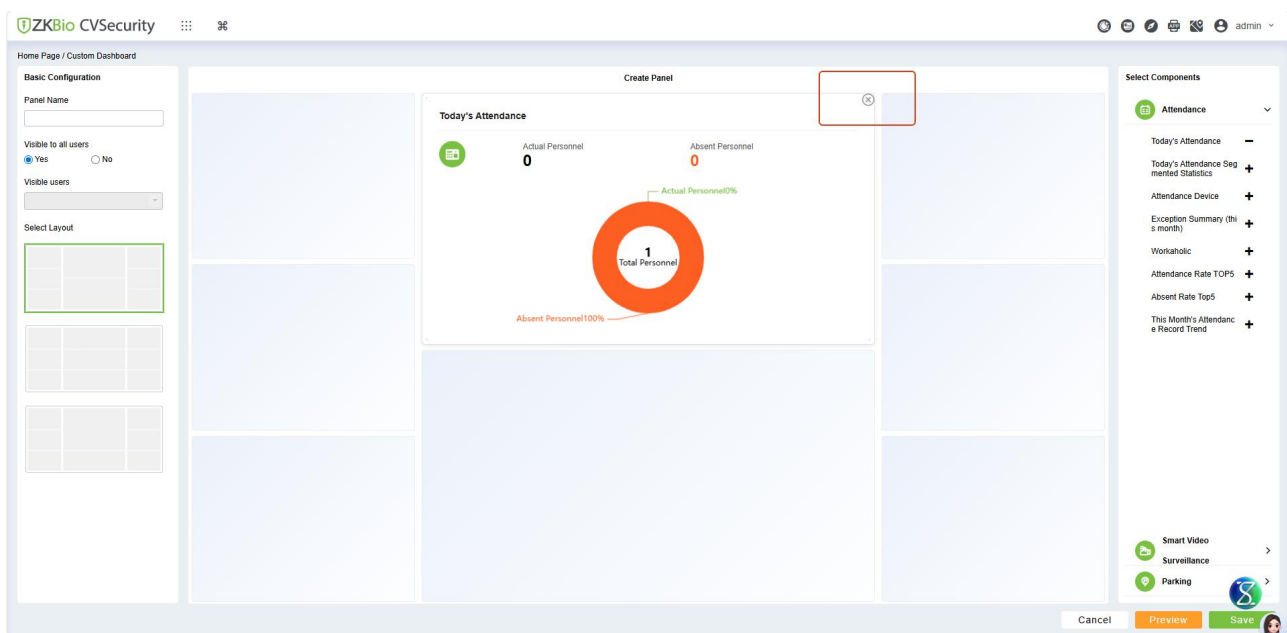 ZKBio CVSecurity
admin
Home Page / Custom Dashboard
Basic Configuration
Panel Name
Visible to all users
Yes
No
Visible users
Select Layout
Create Panel
Today's Attendance
Actual Personnel
0
Absent Personnel
0
Actual Personnel0%
1
Total Personnel
Absent Personnel100%
Select Components
Attendance
Today's Attendance
Today's Attendance Seg
mented Statistics
Attendance Device
Exception Summary (thi
s month)
Workaholic
Attendance Rate TOP5
Absent Rate Top5
This Month's Attendanc
e Record Trend
Smart Video
Surveillance
Parking
Cancel
Preview
Save